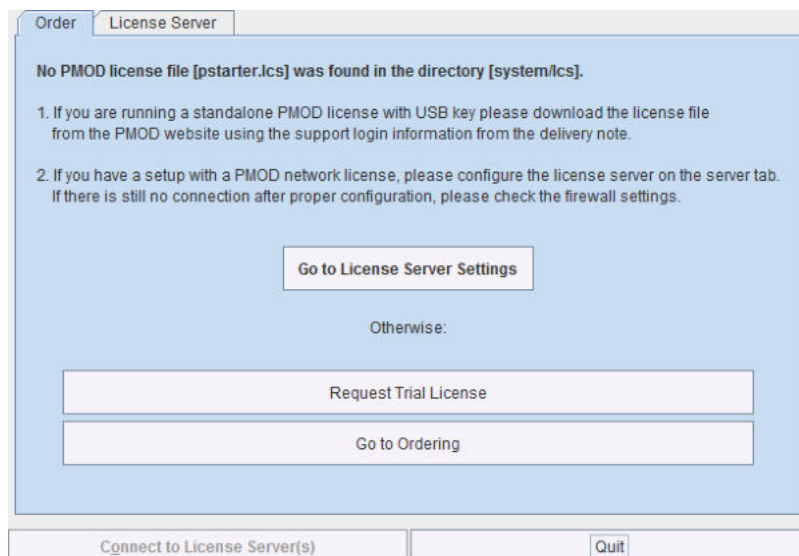 Order License Server
No PMOD license file [pstarter.lcs] was found in the directory [system/lcs].
1. If you are running a standalone PMOD license with USB key please download the license file
from the PMOD website using the support login information from the delivery note.
2. If you have a setup with a PMOD network license, please configure the license server on the server tab.
If there is still no connection after proper configuration, please check the firewall settings.
Go to License Server Settings
Otherwise:
Request Trial License
Go to Ordering
Connect to License Server(s) Quit